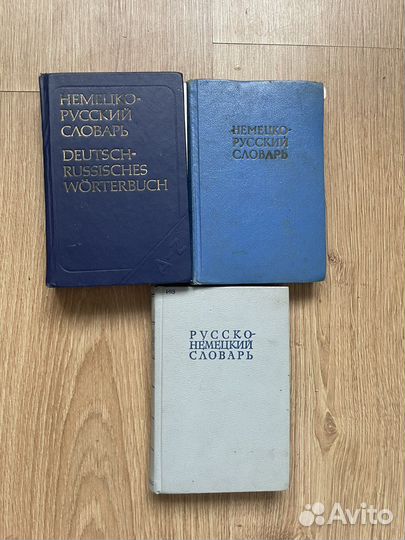 НЕМЕЦКО-
РУССКИЙ
СЛОВАРЬ
DEUTSCH-
RUSSISCHES
WÖRTERBUCH
НЕМЕЦКО-
РУССКИЙ
СЛОВАРЬ
РУССКО-
НЕМЕЦКИЙ
СЛОВАРЬ
Avito